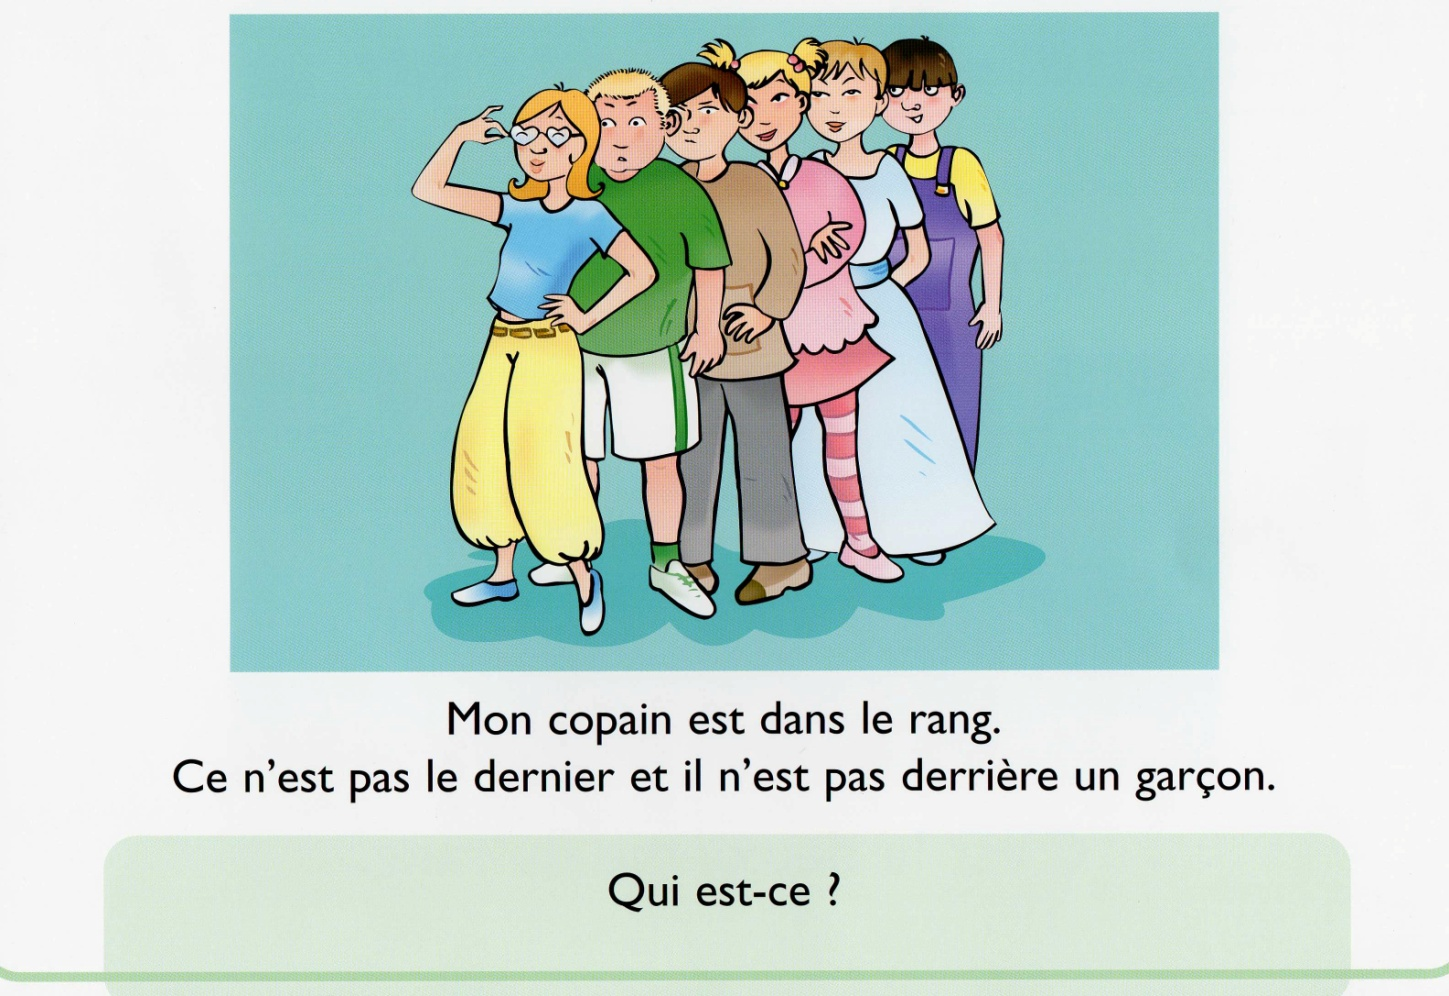 Mon copain est dans le rang.
Ce n'est pas le dernier et il n'est pas derrière un garçon.
Qui est-ce ?